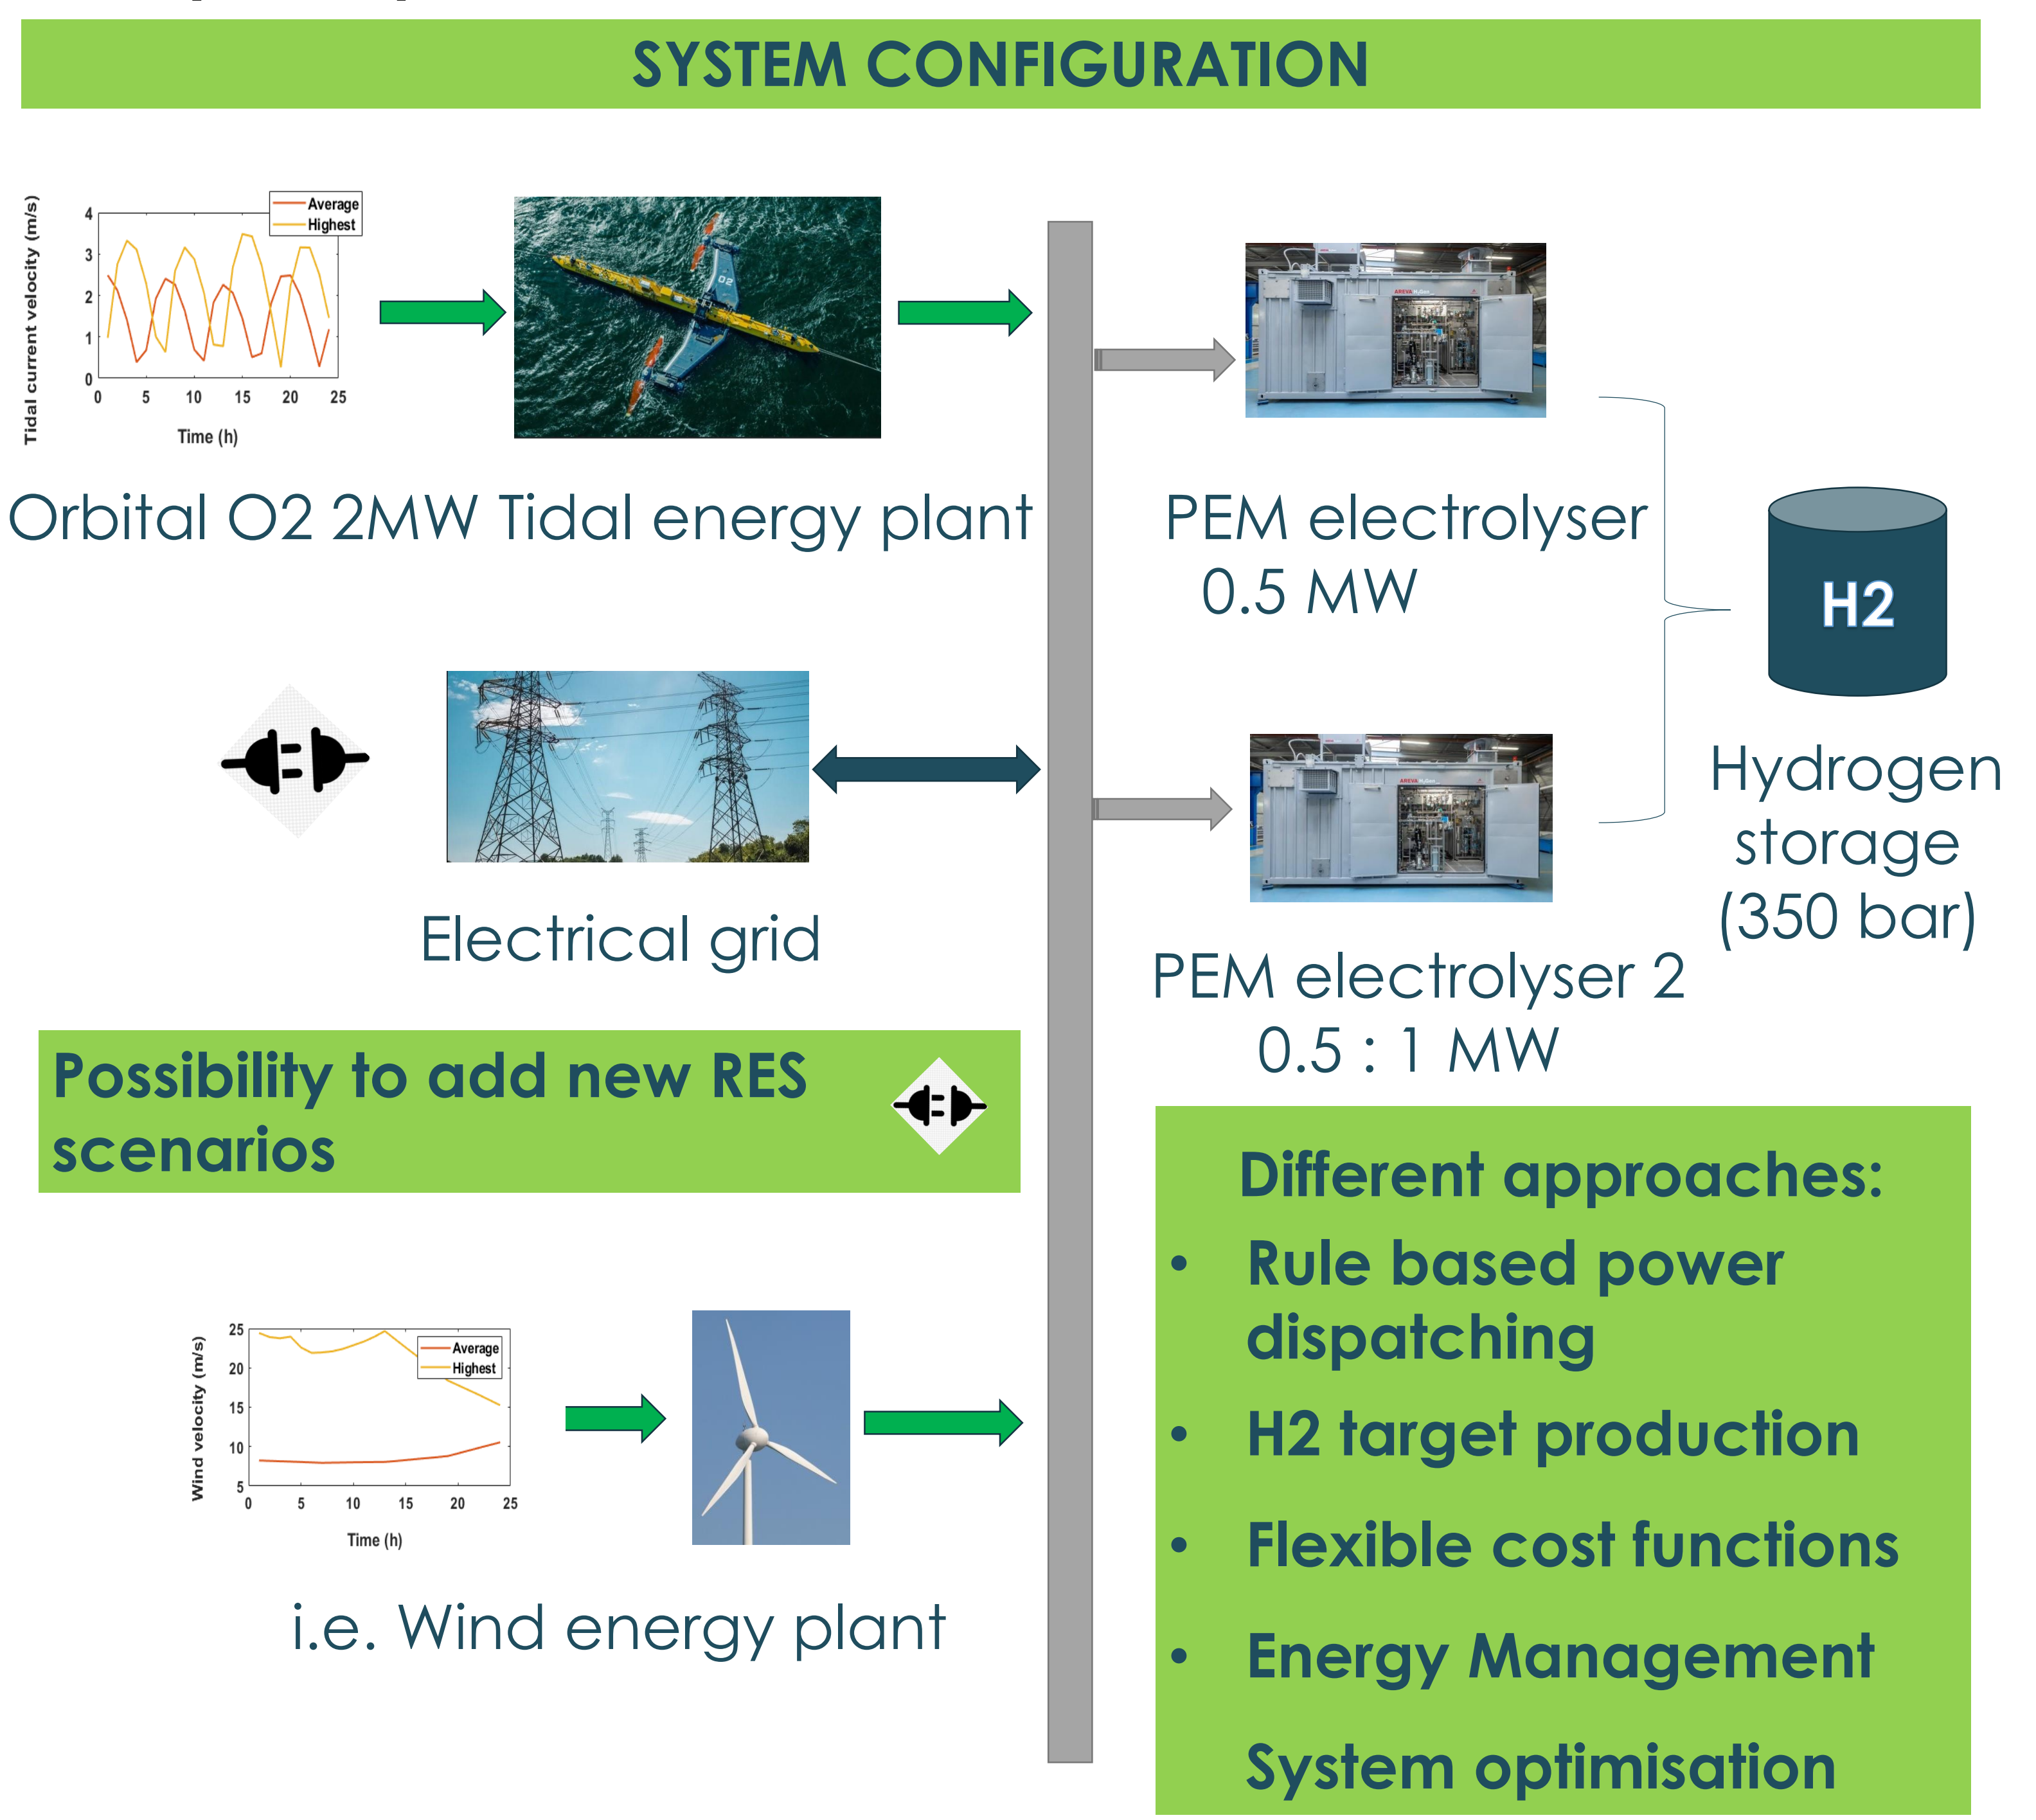 SYSTEM CONFIGURATION
Tidal current velocity (m/s)
4
3
2
1
0
0 5 10 15 20 25
Time (h)
Average
Highest
O2
Orbital O2 2MW Tidal energy plant
AREVA H2Gen
PEM electrolyser
0.5 MW
H2
Hydrogen
storage
(350 bar)
Electrical grid
AREVA H2Gen
PEM electrolyser 2
0.5 : 1 MW
Possibility to add new RES
scenarios
Wind velocity (m/s)
25
20
15
10
5
0 5 10 15 20 25
Time (h)
Average
Highest
i.e. Wind energy plant
Different approaches:
• Rule based power
dispatching
• H2 target production
• Flexible cost functions
• Energy Management
System optimisation